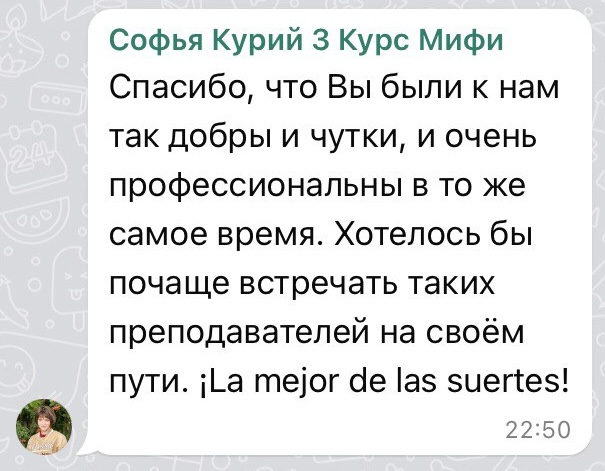 Софья Курий 3 Курс Мифи
Спасибо, что Вы были к нам
так добры и чутки, и очень
профессиональны в то же
самое время. Хотелось бы
почаще встречать таких
преподавателей на своём
пути. ¡La mejor de las suertes!
22:50